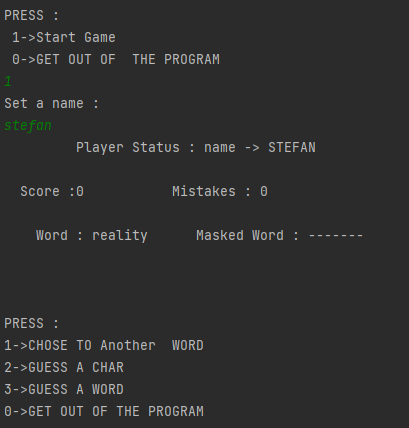 PRESS :
1->Start Game
0->GET OUT OF  THE PROGRAM
1
Set a name :
stefan
Player Status : name -> STEFAN
Score :0           Mistakes : 0
Word : reality      Masked Word : -------
PRESS :
1->CHOSE TO Another  WORD
2->GUESS A CHAR
3->GUESS A WORD
0->GET OUT OF THE PROGRAM